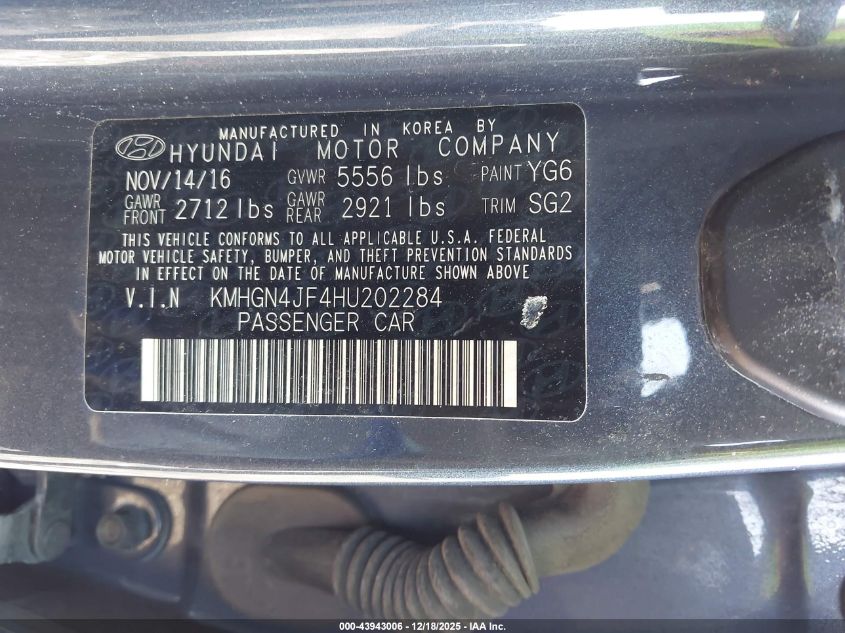 MANUFACTURED IN KOREA BY
HYUNDAI MOTOR COMPANY
NOV/14/16 GVWR 5556 lbs PAINT YG6
GAWR FRONT 2712 lbs GAWR REAR 2921 lbs TRIM SG2
THIS VEHICLE CONFORMS TO ALL APPLICABLE U.S.A. FEDERAL
MOTOR VEHICLE SAFETY, BUMPER, AND THEFT PREVENTION STANDARDS
IN EFFECT ON THE DATE OF MANUFACTURE SHOWN ABOVE
V.I.N KMHGN4JF4HU202284
PASSENGER CAR
000-43943006 - 12/18/2025 - IAA Inc.